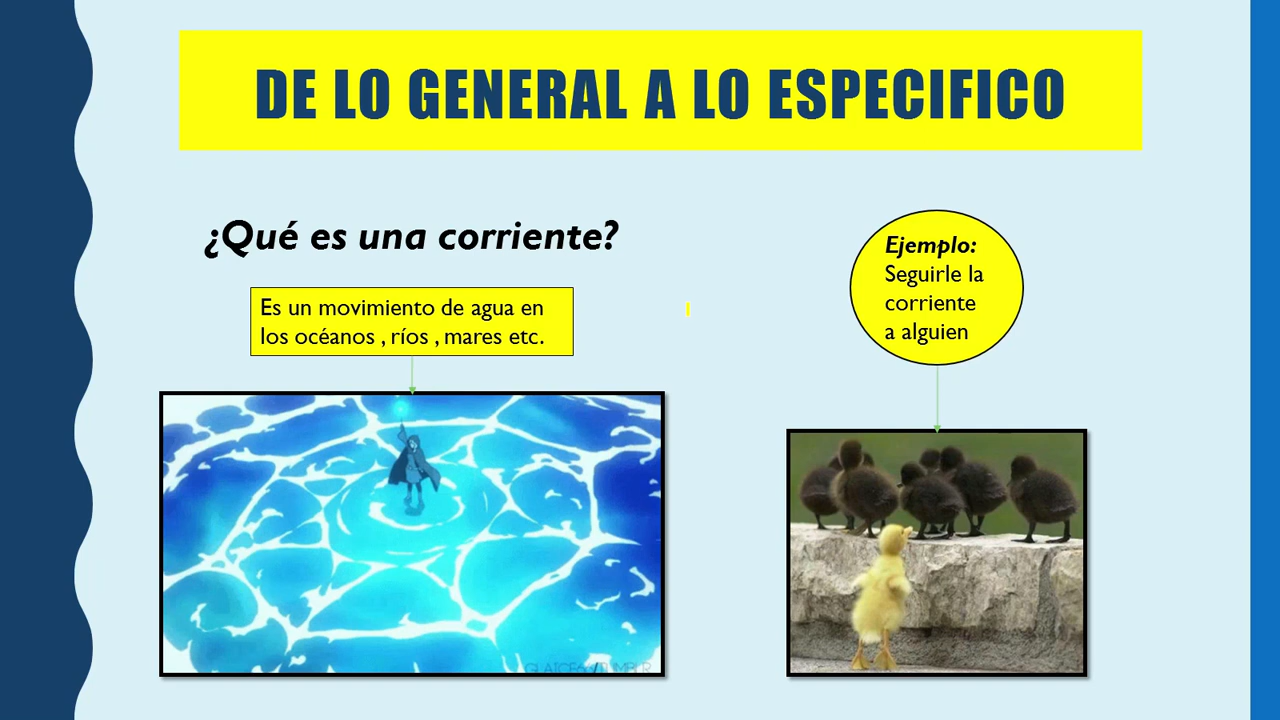 DE LO GENERAL A LO ESPECIFICO
¿Qué es una corriente?
Es un movimiento de agua en
los océanos , ríos , mares etc.
Ejemplo:
Seguirle la
corriente
a alguien